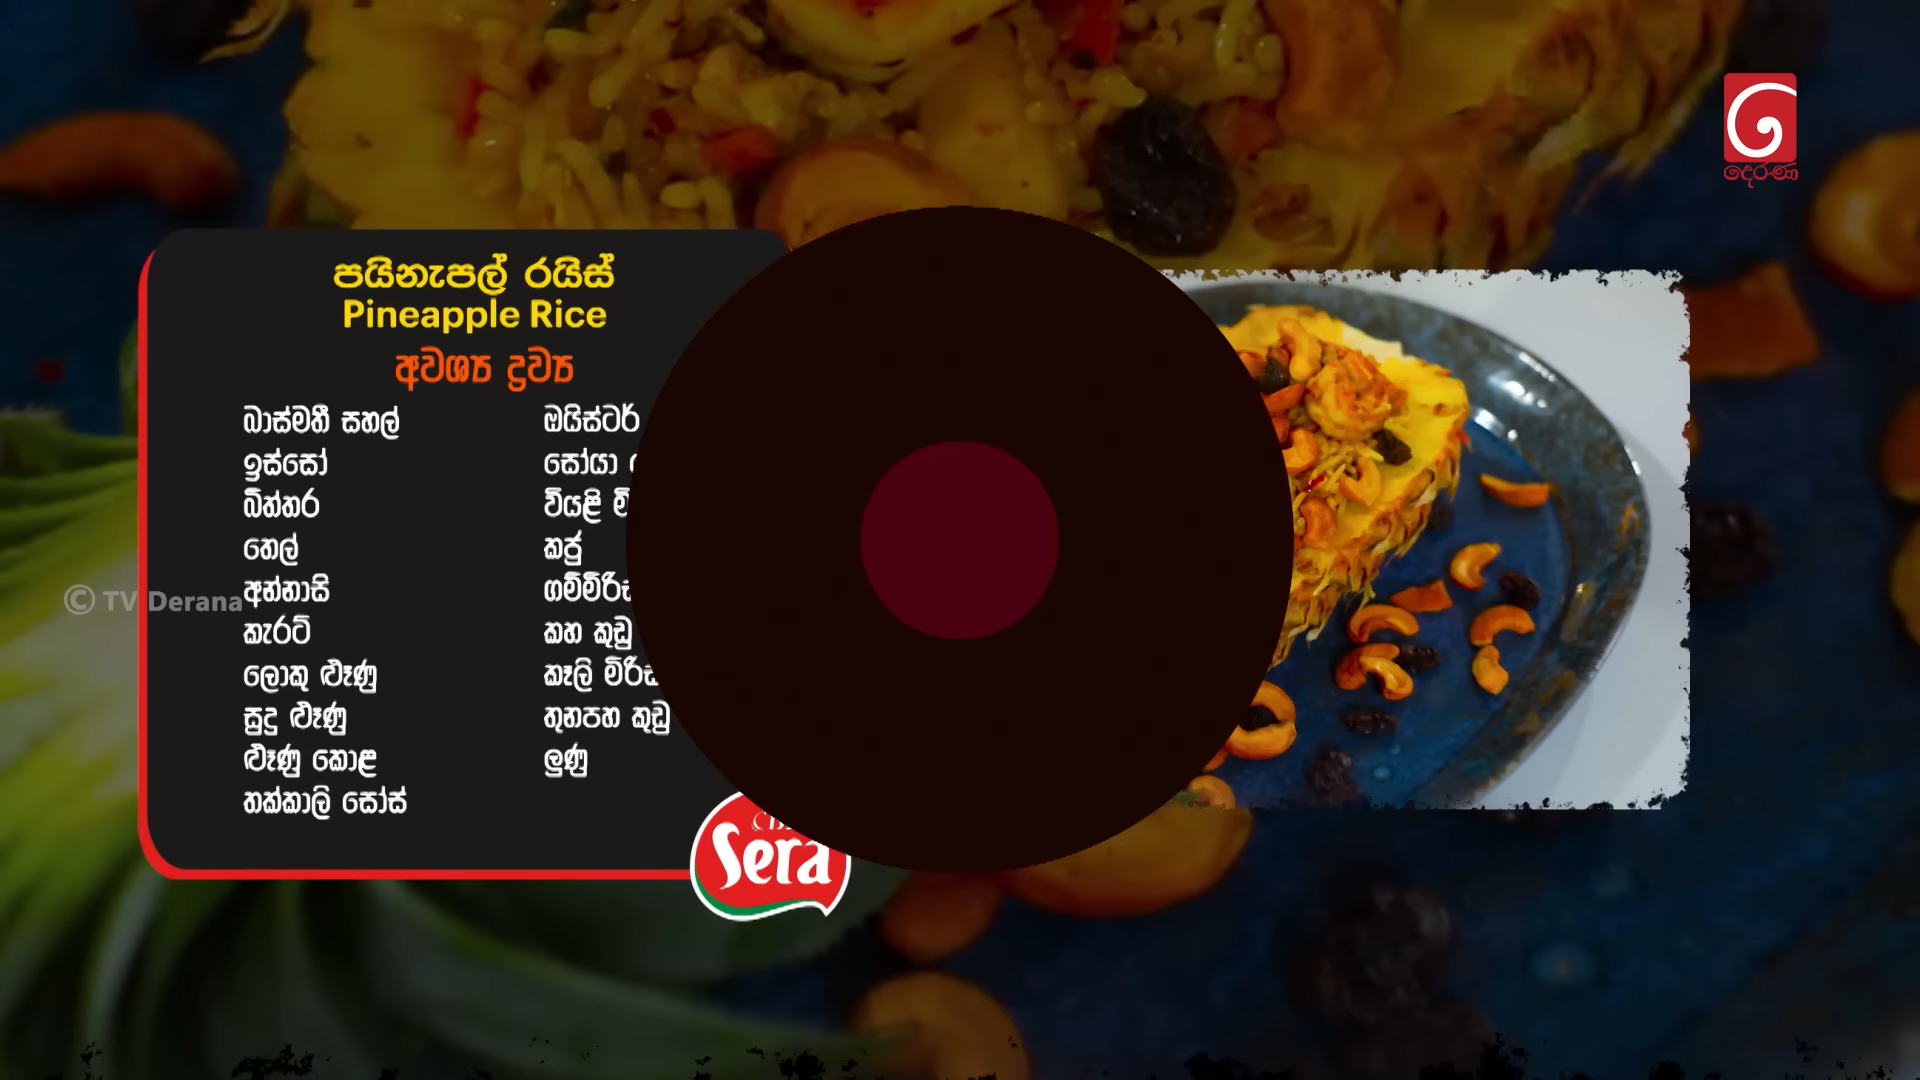 දෙරණ
පයිනැපල් රයිස්
Pineapple Rice
අවශ්‍ය ද්‍රව්‍ය
බාස්මතී සහල්
ඉස්සෝ
බිත්තර
තෙල්
අන්නාසි
කැරට්
ලොකු ළූණු
සුදු ළූණු
ළූණු කොළ
තක්කාලි සෝස්
ඔයිස්ටර්
සෝයා
වියළි
කජු
කහ කුඩු
කෑලි
තුනපහ කුඩු
ලුණු
© TV Derana
Sera